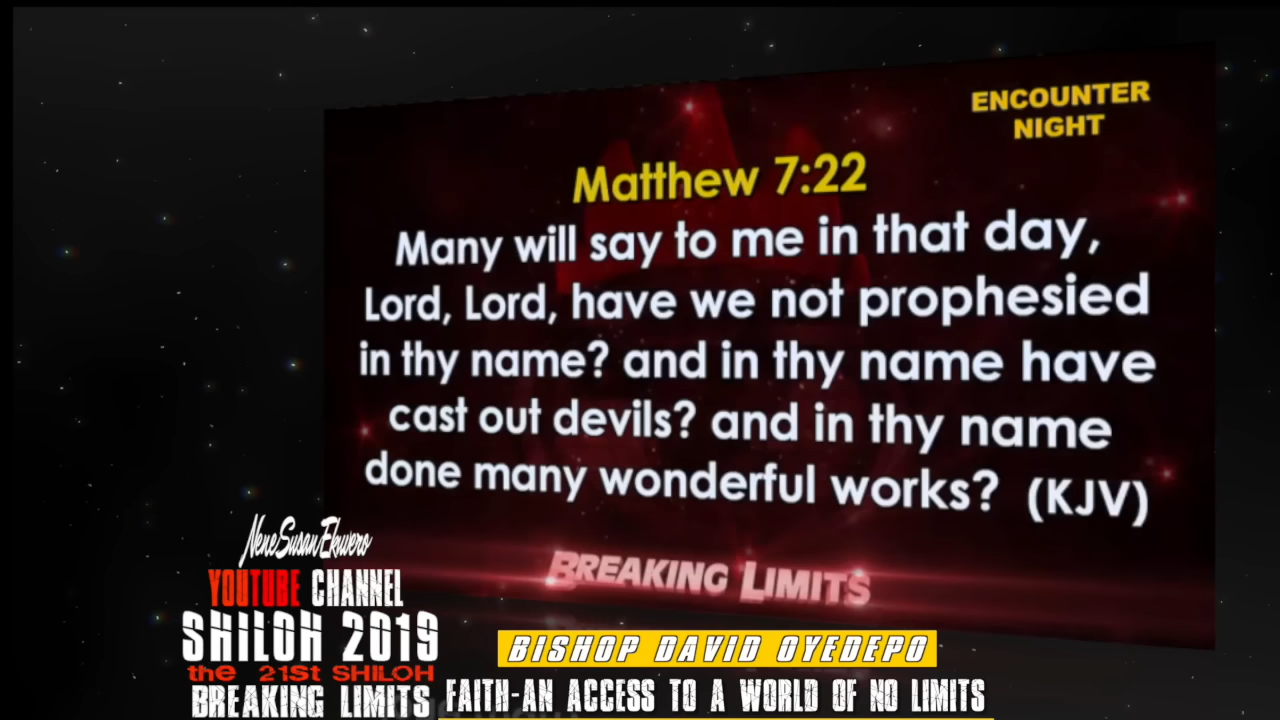 ENCOUNTER
NIGHT
Matthew 7:22
Many will say to me in that day,
Lord, Lord, have we not prophesied
in thy name? and in thy name have
cast out devils? and in thy name
done many wonderful works? (KJV)
BREAKING LIMITS
NeneSusanEkwero
YOUTUBE CHANNEL
SHILOH 2019
the 21st SHILOH
BREAKING LIMITS
BISHOP DAVID OYEDEPO
FAITH-AN ACCESS TO A WORLD OF NO LIMITS